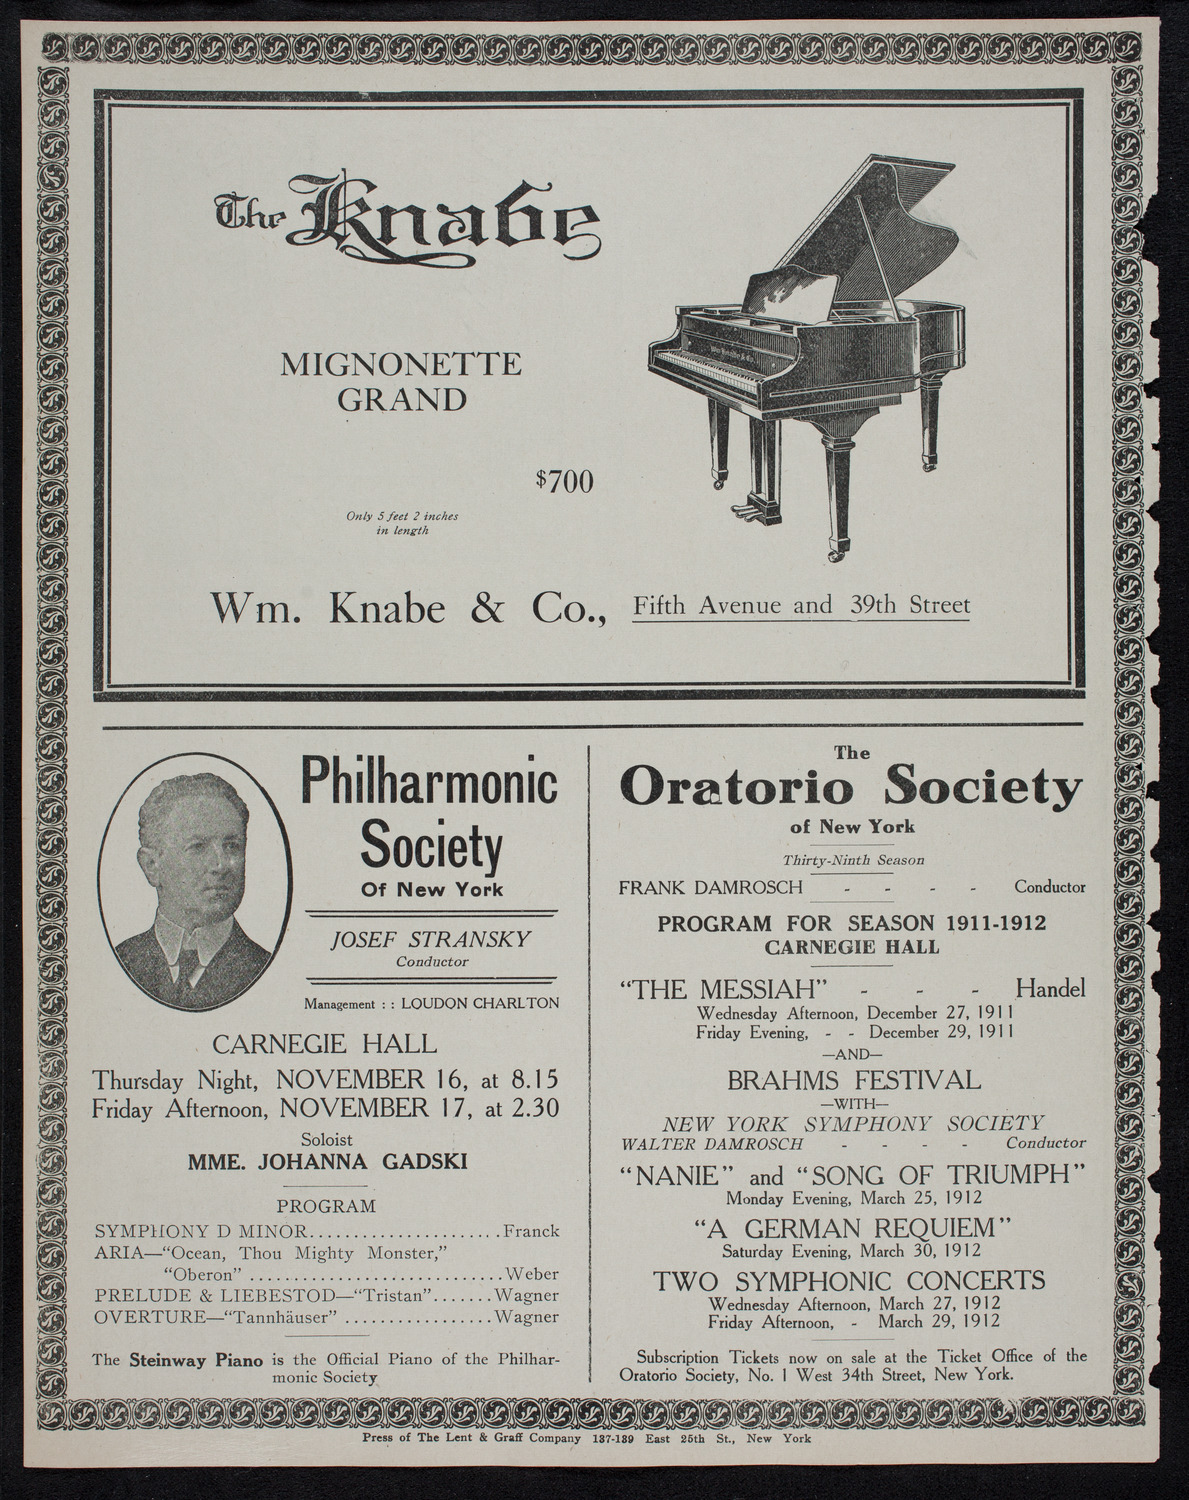 The Knabe
MIGNONETTE
GRAND
$700
Only 5 feet 2 inches
in length
Wm. Knabe & Co., Fifth Avenue and 39th Street
Philharmonic
Society
Of New York
JOSEF STRANSKY
Conductor
Management : : LOUDON CHARLTON
CARNEGIE HALL
Thursday Night, NOVEMBER 16, at 8.15
Friday Afternoon, NOVEMBER 17, at 2.30
Soloist
MME. JOHANNA GADSKI
PROGRAM
SYMPHONY D MINOR......................Franck
ARIA—“Ocean, Thou Mighty Monster,”
“Oberon” ............................Weber
PRELUDE & LIEBESTOD—“Tristan”.......Wagner
OVERTURE—“Tannhäuser” .................Wagner
The Steinway Piano is the Official Piano of the Philhar-
monic Society
The
Oratorio Society
of New York
Thirty-Ninth Season
FRANK DAMROSCH - - - - Conductor
PROGRAM FOR SEASON 1911-1912
CARNEGIE HALL
“THE MESSIAH” - - - Handel
Wednesday Afternoon, December 27, 1911
Friday Evening, - - December 29, 1911
—AND—
BRAHMS FESTIVAL
—WITH—
NEW YORK SYMPHONY SOCIETY
WALTER DAMROSCH - - - - Conductor
“NANIE” and “SONG OF TRIUMPH”
Monday Evening, March 25, 1912
“A GERMAN REQUIEM”
Saturday Evening, March 30, 1912
TWO SYMPHONIC CONCERTS
Wednesday Afternoon, March 27, 1912
Friday Afternoon, - March 29, 1912
Subscription Tickets now on sale at the Ticket Office of the
Oratorio Society, No. 1 West 34th Street, New York.
Press of The Lent & Graff Company 137-139 East 25th St., New York